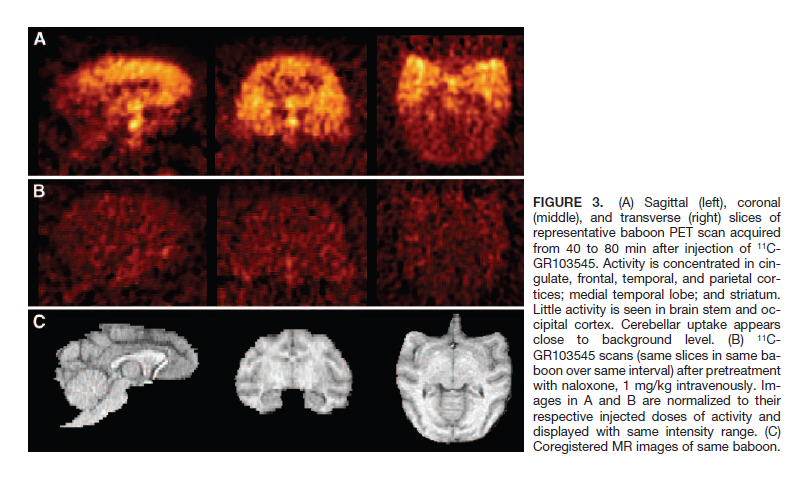 A
B
C
FIGURE 3. (A) Sagittal (left), coronal
(middle), and transverse (right) slices of
representative baboon PET scan acquired
from 40 to 80 min after injection of ¹¹C-
GR103545. Activity is concentrated in cin-
gulate, frontal, temporal, and parietal cor-
tices; medial temporal lobe; and striatum.
Little activity is seen in brain stem and oc-
cipital cortex. Cerebellar uptake appears
close to background level. (B) ¹¹C-
GR103545 scans (same slices in same ba-
boon over same interval) after pretreatment
with naloxone, 1 mg/kg intravenously. Im-
ages in A and B are normalized to their
respective injected doses of activity and
displayed with same intensity range. (C)
Coregistered MR images of same baboon.